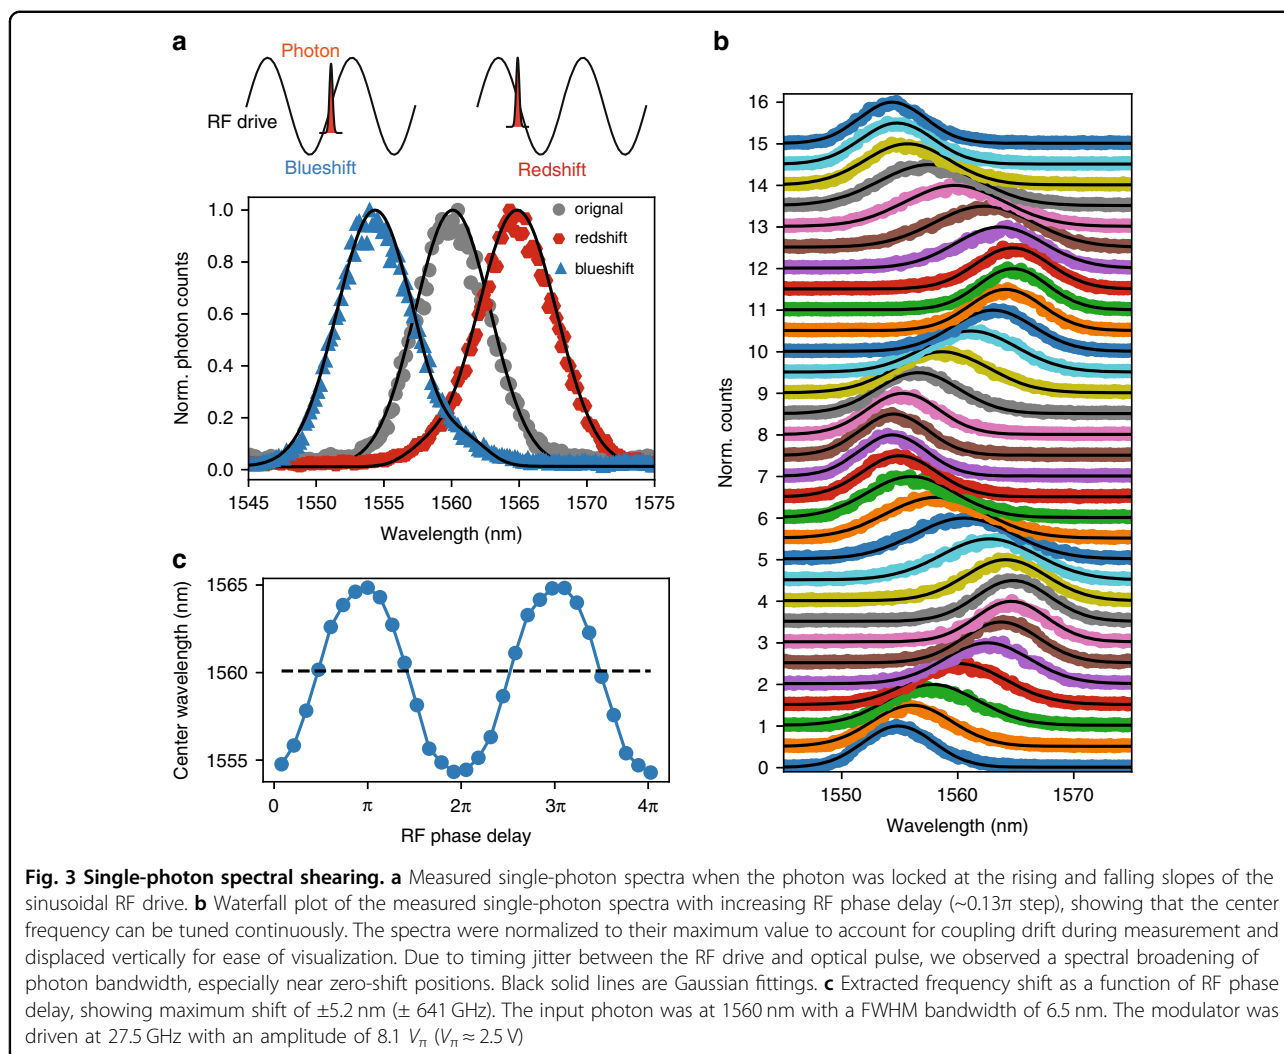 a
Photon
RF drive
Blueshift
Redshift
Norm. photon counts
1.0
0.8
0.6
0.4
0.2
0.0
orignal
redshift
blueshift
1545 1550 1555 1560 1565 1570 1575
Wavelength (nm)
b
Norm. counts
16
15
14
13
12
11
10
9
8
7
6
5
4
3
2
1
0
1550 1560 1570
Wavelength (nm)
c
Center wavelength (nm)
1565
1560
1555
0 π 2π 3π 4π
RF phase delay
Fig. 3 Single-photon spectral shearing. a Measured single-photon spectra when the photon was locked at the rising and falling slopes of the
sinusoidal RF drive. b Waterfall plot of the measured single-photon spectra with increasing RF phase delay (~0.13π step), showing that the center
frequency can be tuned continuously. The spectra were normalized to their maximum value to account for coupling drift during measurement and
displaced vertically for ease of visualization. Due to timing jitter between the RF drive and optical pulse, we observed a spectral broadening of
photon bandwidth, especially near zero-shift positions. Black solid lines are Gaussian fittings. c Extracted frequency shift as a function of RF phase
delay, showing maximum shift of ±5.2 nm (± 641 GHz). The input photon was at 1560 nm with a FWHM bandwidth of 6.5 nm. The modulator was
driven at 27.5 GHz with an amplitude of 8.1 Vπ (Vπ ≈ 2.5 V)